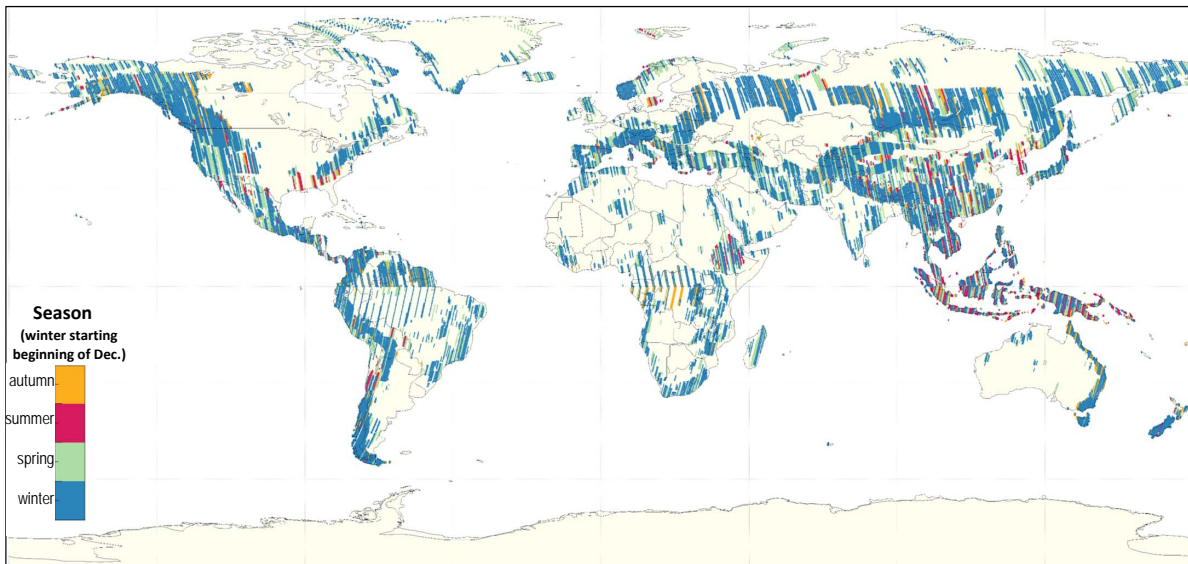 Season
(winter starting
beginning of Dec.)
autumn
summer
spring
winter